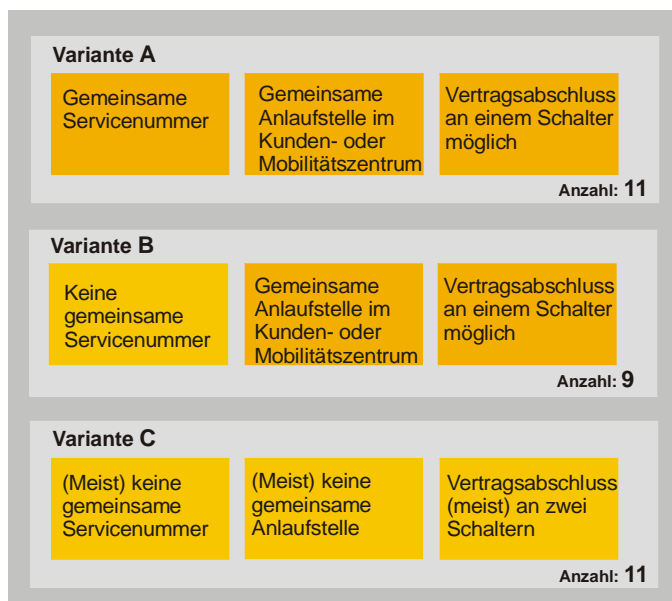 Variante A
Gemeinsame
Servicenummer
Gemeinsame
Anlaufstelle im
Kunden- oder
Mobilitätszentrum
Vertragsabschluss
an einem Schalter
möglich
Anzahl: 11
Variante B
Keine
gemeinsame
Servicenummer
Gemeinsame
Anlaufstelle im
Kunden- oder
Mobilitätszentrum
Vertragsabschluss
an einem Schalter
möglich
Anzahl: 9
Variante C
(Meist) keine
gemeinsame
Servicenummer
(Meist) keine
gemeinsame
Anlaufstelle
Vertragsabschluss
(meist) an zwei
Schaltern
Anzahl: 11